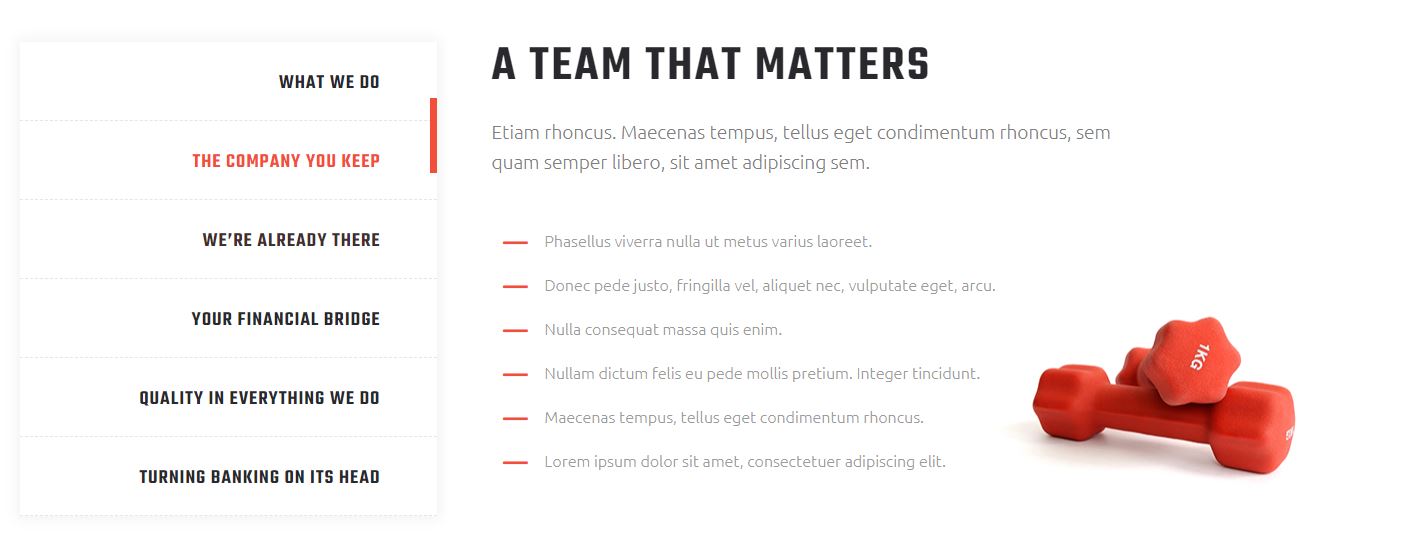 WHAT WE DO
THE COMPANY YOU KEEP
WE'RE ALREADY THERE
YOUR FINANCIAL BRIDGE
QUALITY IN EVERYTHING WE DO
TURNING BANKING ON ITS HEAD
A TEAM THAT MATTERS
Etiam rhoncus. Maecenas tempus, tellus eget condimentum rhoncus, sem
quam semper libero, sit amet adipiscing sem.
Phasellus viverra nulla ut metus varius laoreet.
Donec pede justo, fringilla vel, aliquet nec, vulputate eget, arcu.
Nulla consequat massa quis enim.
Nullam dictum felis eu pede mollis pretium. Integer tincidunt.
Maecenas tempus, tellus eget condimentum rhoncus.
Lorem ipsum dolor sit amet, consectetuer adipiscing elit.
1KG